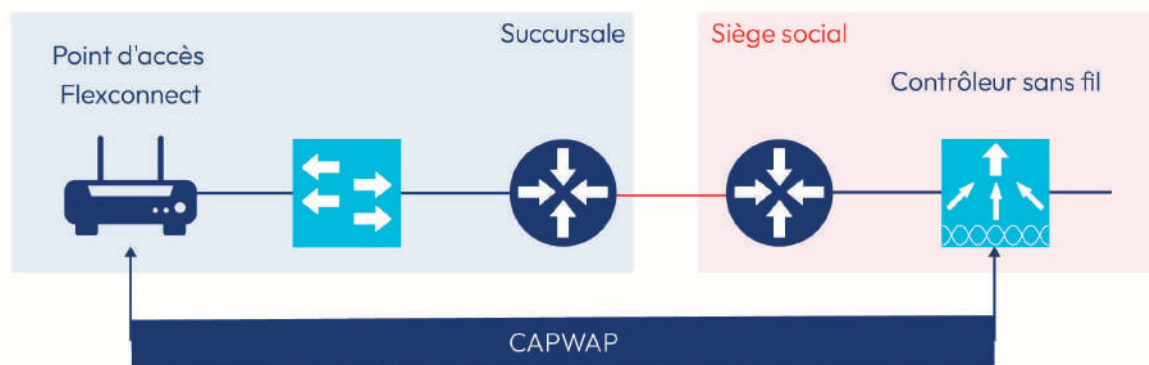 Succursale
Siège social
Point d'accès
Flexconnect
Contrôleur sans fil
CAPWAP